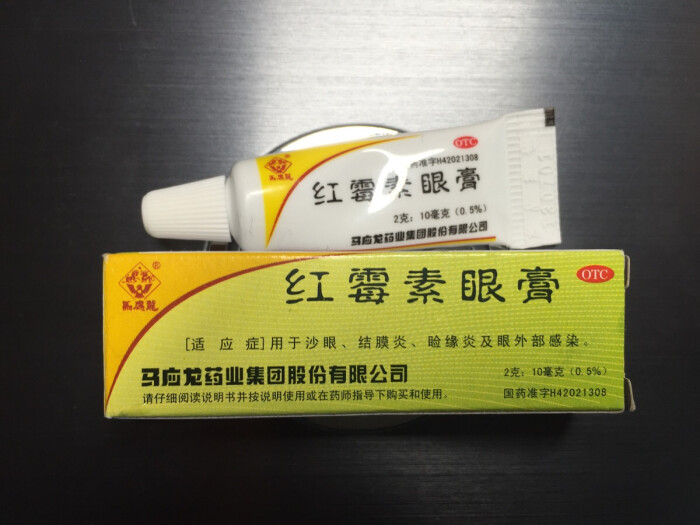 OTC
国药准字H42021308
红霉素眼膏
2克：10毫克（0.5%）
马应龙药业集团股份有限公司
马应龙
®
OTC
红霉素眼膏
[适应症]用于沙眼、结膜炎、睑缘炎及眼外部感染。
马应龙药业集团股份有限公司
2克：10毫克（0.5%）
请仔细阅读说明书并按说明使用或在药师指导下购买和使用。
国药准字H42021308
馬應龍